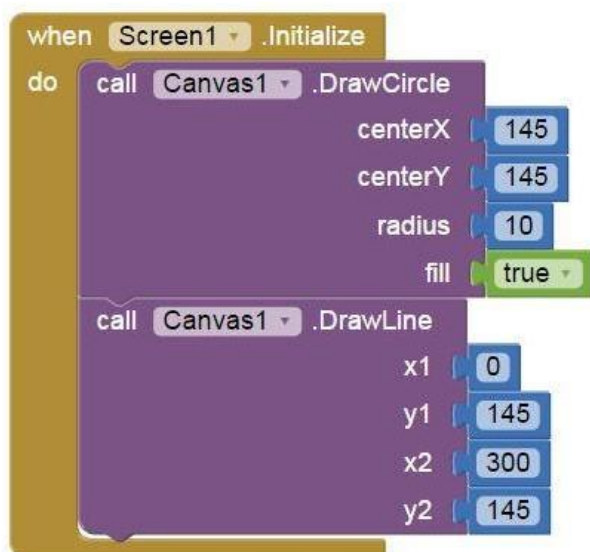 when Screen1 .Initialize
do call Canvas1 .DrawCircle
centerX 145
centerY 145
radius 10
fill true
call Canvas1 .DrawLine
x1 0
y1 145
x2 300
y2 145